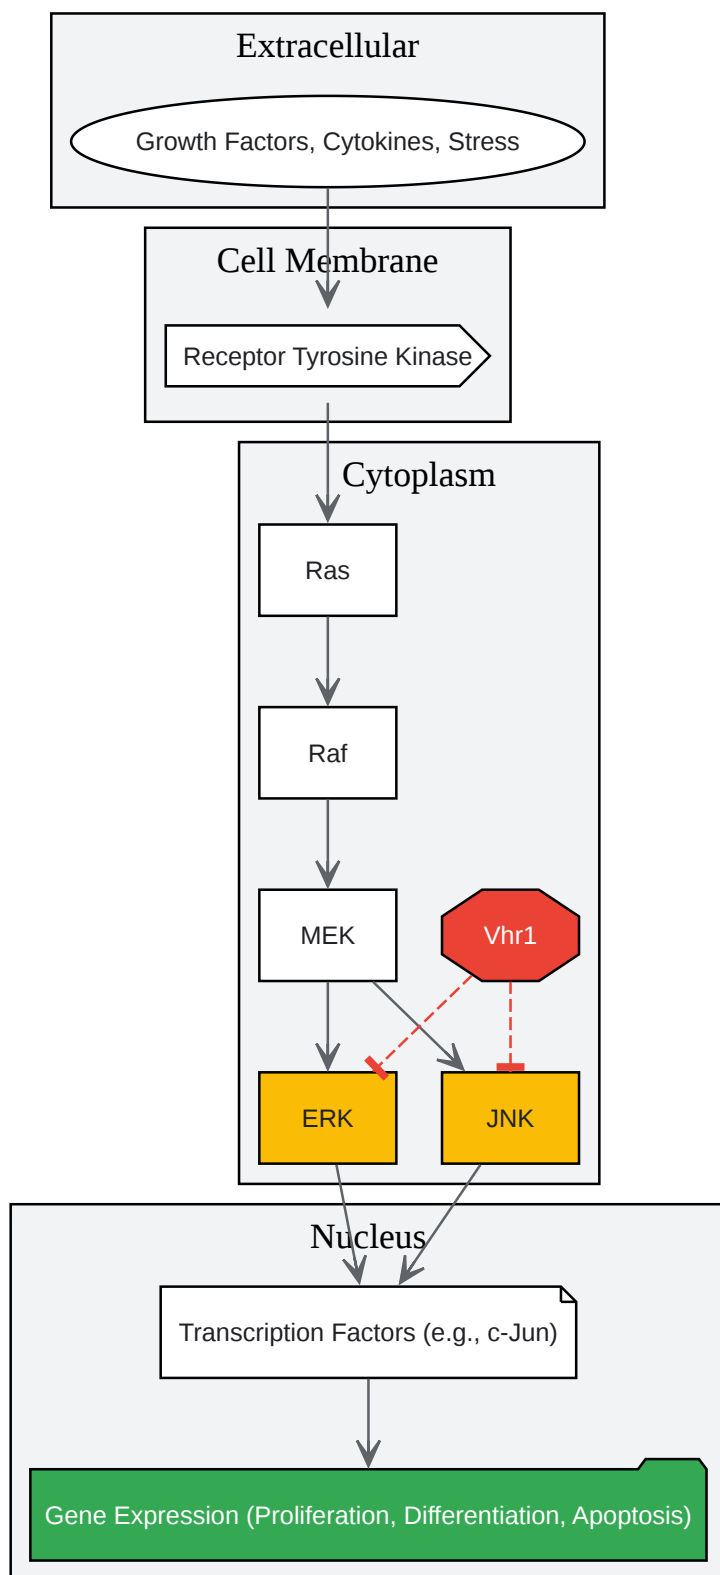 Extracellular
Growth Factors, Cytokines, Stress
Cell Membrane
Receptor Tyrosine Kinase
Cytoplasm
Ras
Raf
MEK
Vhr1
ERK
JNK
Nucleus
Transcription Factors (e.g., c-Jun)
Gene Expression (Proliferation, Differentiation, Apoptosis)